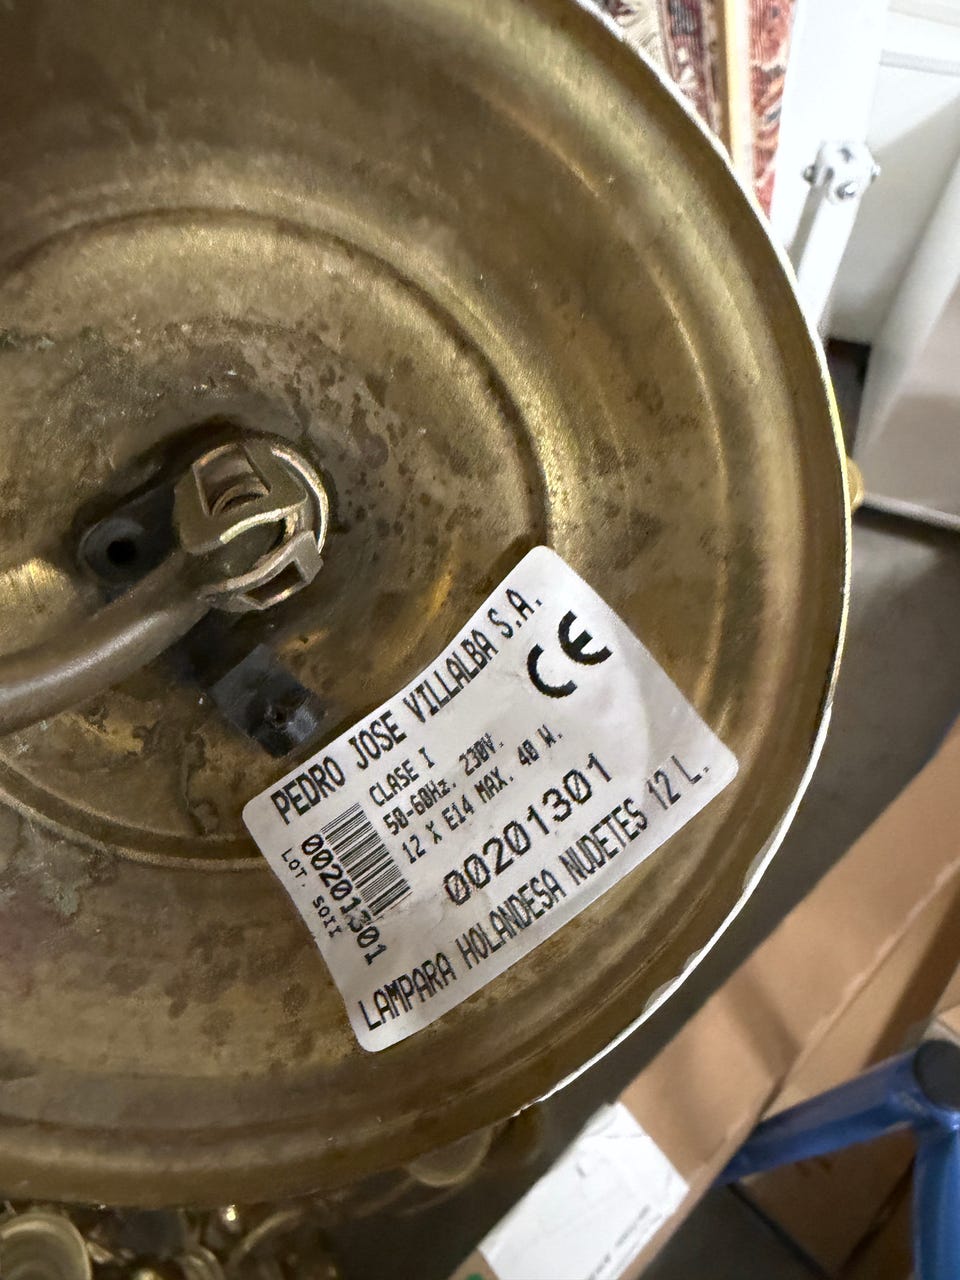 PEDRO JOSE VILLALBA S.A.
CE
CLASE I
50-60Hz. 230V.
12 X E14 MAX. 40 W.
00201301
LOT. SOII
00201301
LAMPARA HOLANDESA NUDETES 12 L.